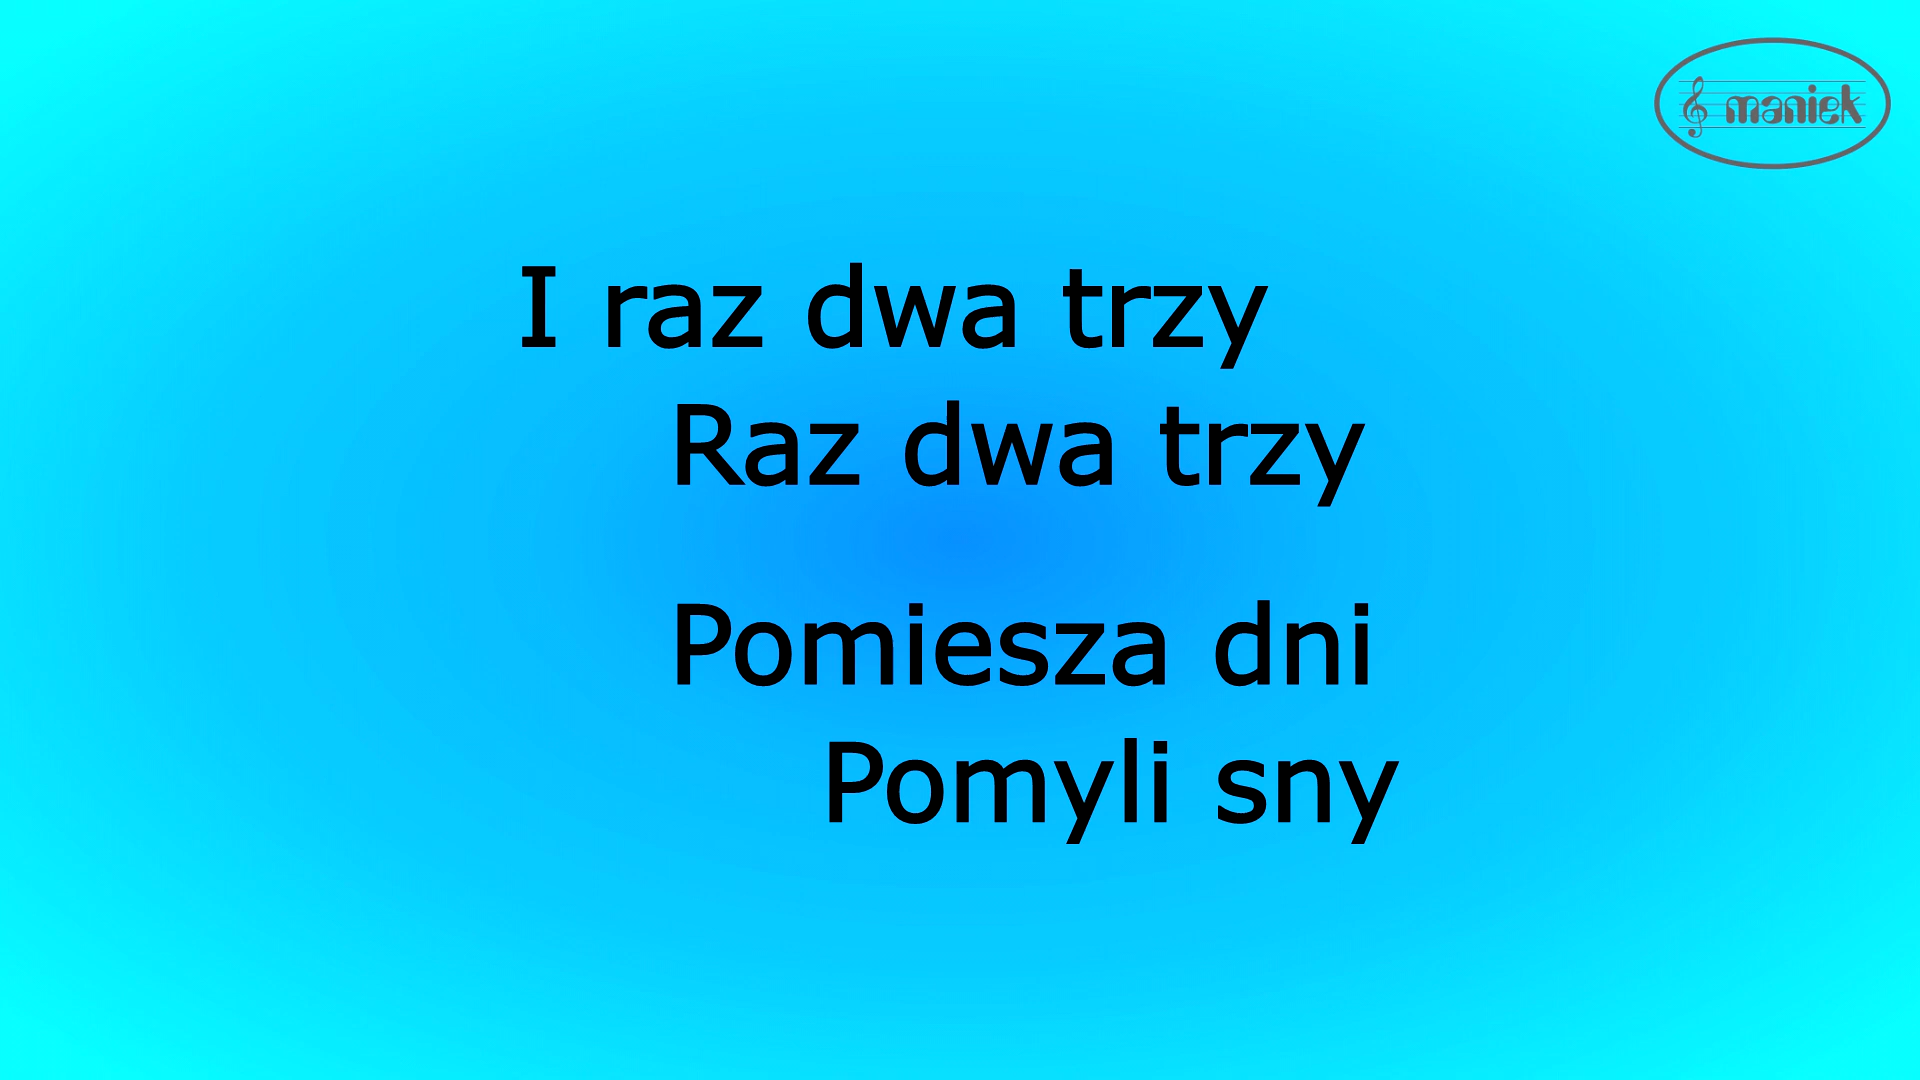 maniek
I raz dwa trzy
Raz dwa trzy
Pomiesza dni
Pomyli sny